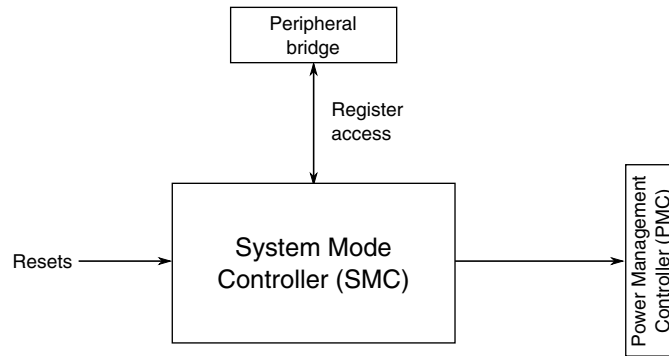 Peripheral
bridge
Register
access
Resets
System Mode
Controller (SMC)
Power Management
Controller (PMC)